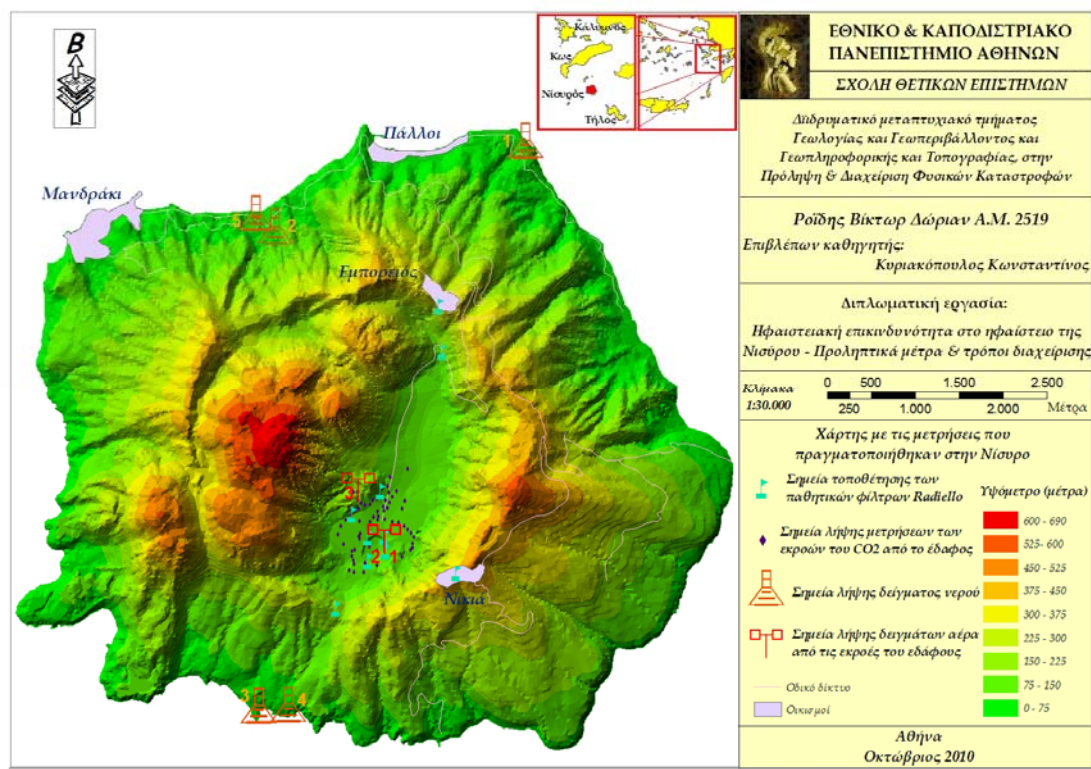 B
Κάλυμνος
Κως
Νίσυρός
Τήλος
Πάλλοι
1
Μανδράκι
5
2
Εμπορειός
3
2
1
Νίκιά
3
4
ΕΘΝΙΚΟ & ΚΑΠΟΔΙΣΤΡΙΑΚΟ
ΠΑΝΕΠΙΣΤΗΜΙΟ ΑΘΗΝΩΝ
ΣΧΟΛΗ ΘΕΤΙΚΩΝ ΕΠΙΣΤΗΜΩΝ
Διϊδρυματικό μεταπτυχιακό τμήματος
Γεωλογίας και Γεωπεριβάλλοντος και
Γεωπληροφορικής και Τοπογραφίας, στην
Πρόληψη & Διαχείριση Φυσικών Καταστροφών
Ροΐδης Βίκτωρ Δώριαν Α.Μ. 2519
Επιβλέπων καθηγητής:
Κυριακόπουλος Κωνσταντίνος
Διπλωματική εργασία:
Ηφαιστειακή επικινδυνότητα στο ηφαίστειο της
Νισύρου - Προληπτικά μέτρα & τρόποι διαχείρισης
Κλίμακα
1:30.000
0 500 1.500 2.500
250 1.000 2.000 Μέτρα
Χάρτης με τις μετρήσεις που
πραγματοποιήθηκαν στην Νίσυρο
Σημεία τοποθέτησης των
παθητικών φίλτρων Radiello
Σημεία λήψης μετρήσεων των
εκροών του CO2 από το έδαφος
Σημεία λήψης δείγματος νερού
Σημεία λήψης δειγμάτων αέρα
από τις εκροές του εδάφους
Οδικό δίκτυο
Οικισμοί
Υψόμετρο (μέτρα)
600 - 690
525- 600
450 - 525
375 - 450
300 - 375
225 - 300
150 - 225
75 - 150
0 - 75
Αθήνα
Οκτώβριος 2010